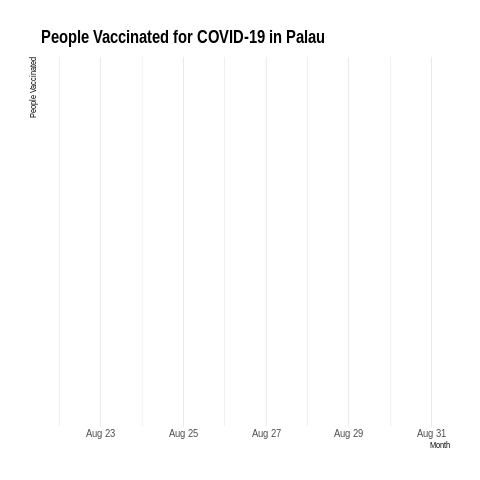 People Vaccinated for COVID-19 in Palau
People Vaccinated
Aug 23 Aug 25 Aug 27 Aug 29 Aug 31
Month